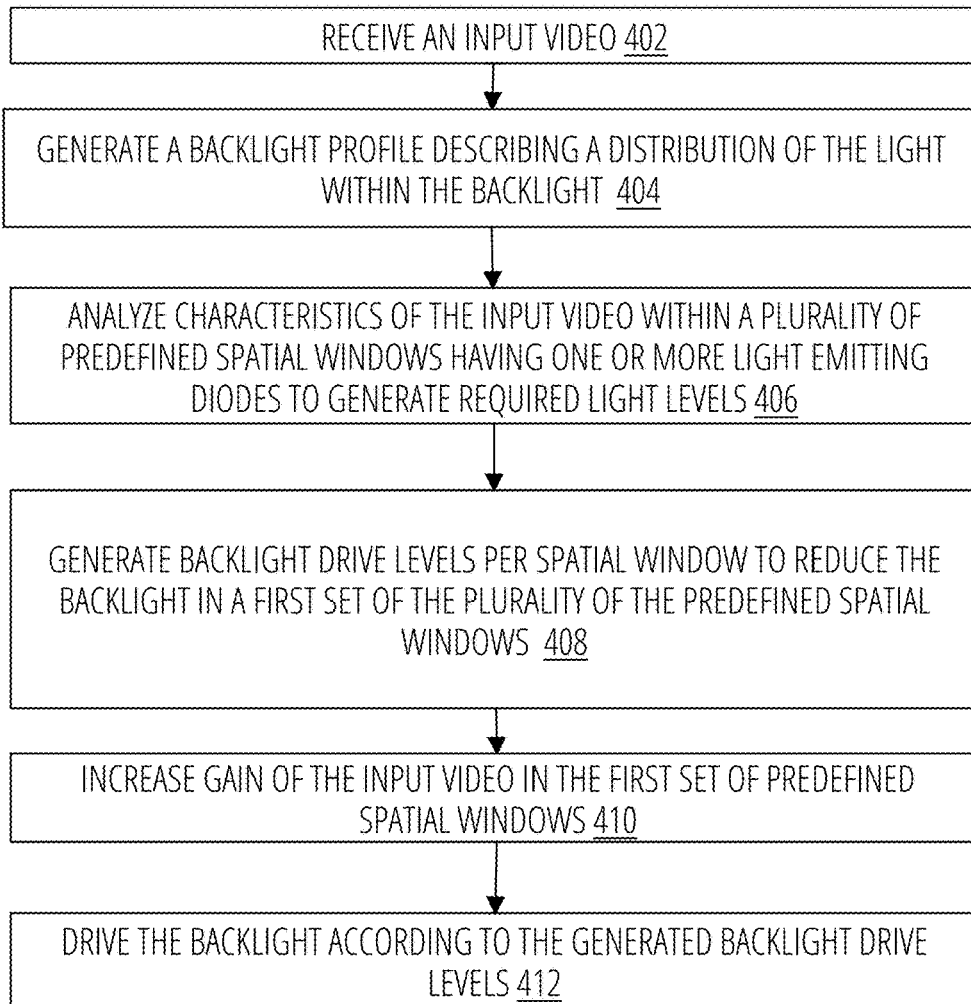 RECEIVE AN INPUT VIDEO 402
GENERATE A BACKLIGHT PROFILE DESCRIBING A DISTRIBUTION OF THE LIGHT
WITHIN THE BACKLIGHT 404
ANALYZE CHARACTERISTICS OF THE INPUT VIDEO WITHIN A PLURALITY OF
PREDEFINED SPATIAL WINDOWS HAVING ONE OR MORE LIGHT EMITTING
DIODES TO GENERATE REQUIRED LIGHT LEVELS 406
GENERATE BACKLIGHT DRIVE LEVELS PER SPATIAL WINDOW TO REDUCE THE
BACKLIGHT IN A FIRST SET OF THE PLURALITY OF THE PREDEFINED SPATIAL
WINDOWS 408
INCREASE GAIN OF THE INPUT VIDEO IN THE FIRST SET OF PREDEFINED
SPATIAL WINDOWS 410
DRIVE THE BACKLIGHT ACCORDING TO THE GENERATED BACKLIGHT DRIVE
LEVELS 412